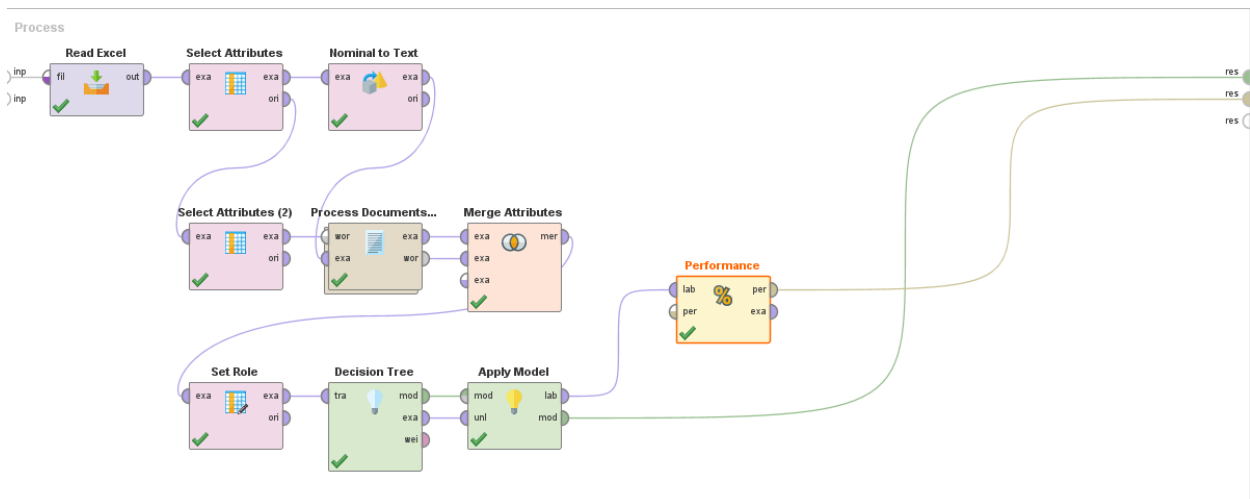 Process
Read Excel
Select Attributes
Nominal to Text
inp
fil
out
exa
exa
exa
exa
res
inp
ori
ori
res
res
Select Attributes (2)
Process Documents...
Merge Attributes
exa
exa
wor
exa
exa
mer
ori
exa
wor
exa
exa
Performance
lab
per
%
per
exa
Set Role
Decision Tree
Apply Model
exa
exa
tra
mod
mod
lab
ori
exa
unl
mod
wei